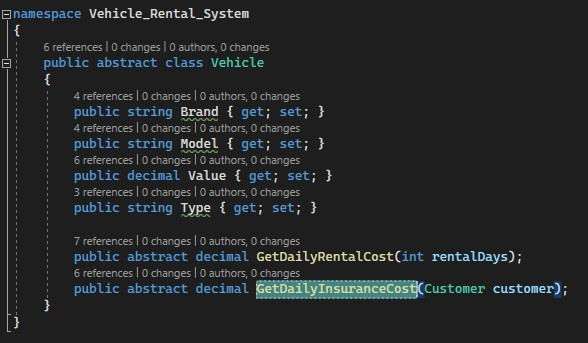 namespace Vehicle_Rental_System
{
6 references | 0 changes | 0 authors, 0 changes
public abstract class Vehicle
{
4 references | 0 changes | 0 authors, 0 changes
public string Brand { get; set; }
4 references | 0 changes | 0 authors, 0 changes
public string Model { get; set; }
6 references | 0 changes | 0 authors, 0 changes
public decimal Value { get; set; }
3 references | 0 changes | 0 authors, 0 changes
public string Type { get; set; }
7 references | 0 changes | 0 authors, 0 changes
public abstract decimal GetDailyRentalCost(int rentalDays);
6 references | 0 changes | 0 authors, 0 changes
public abstract decimal GetDailyInsuranceCost(Customer customer);
}
}